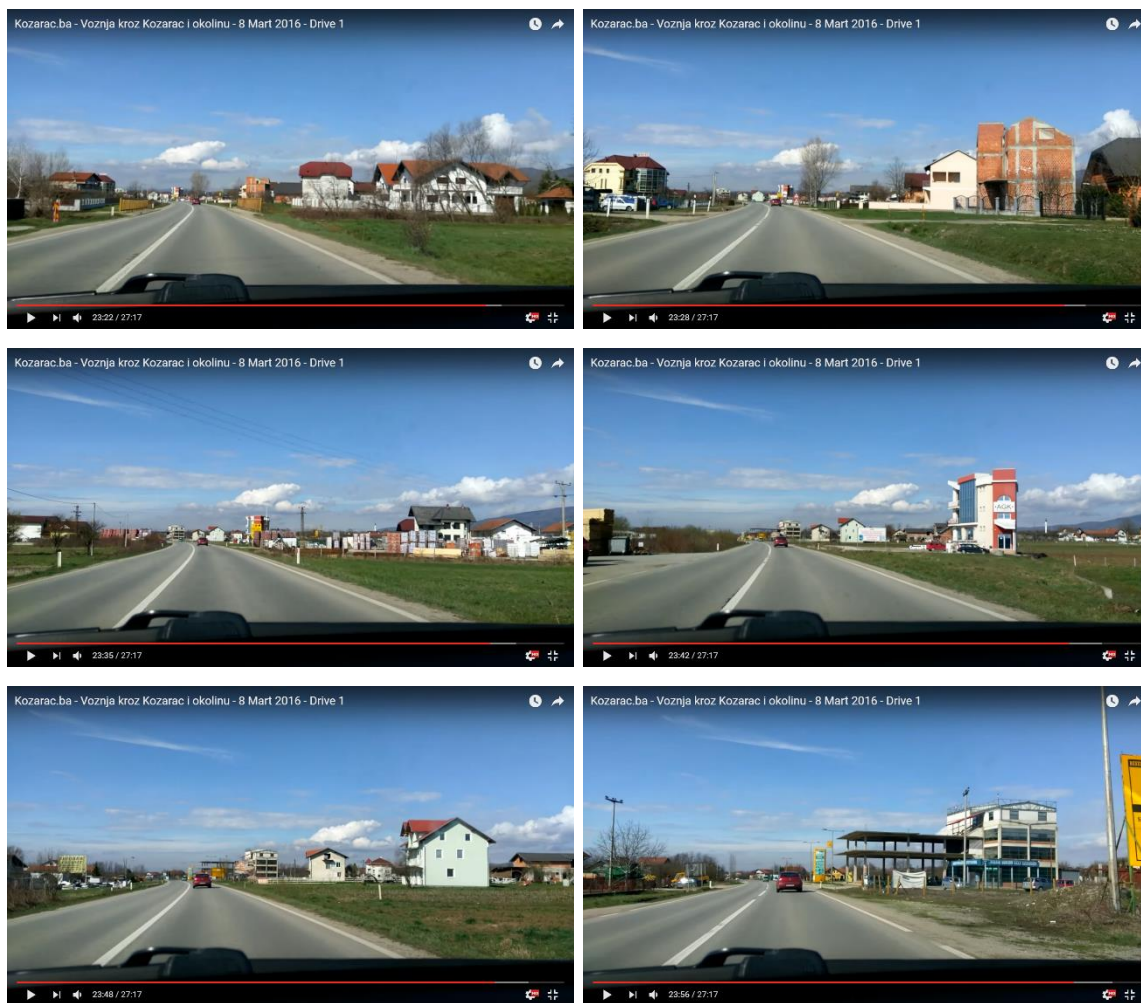 Kozarac.ba - Voznja kroz Kozarac i okolinu - 8 Mart 2016 - Drive 1
23:22 / 27:17
Kozarac.ba - Voznja kroz Kozarac i okolinu - 8 Mart 2016 - Drive 1
23:28 / 27:17
Kozarac.ba - Voznja kroz Kozarac i okolinu - 8 Mart 2016 - Drive 1
23:35 / 27:17
Kozarac.ba - Voznja kroz Kozarac i okolinu - 8 Mart 2016 - Drive 1
AGA
23:42 / 27:17
Kozarac.ba - Voznja kroz Kozarac i okolinu - 8 Mart 2016 - Drive 1
23:48 / 27:17
Kozarac.ba - Voznja kroz Kozarac i okolinu - 8 Mart 2016 - Drive 1
23:56 / 27:17